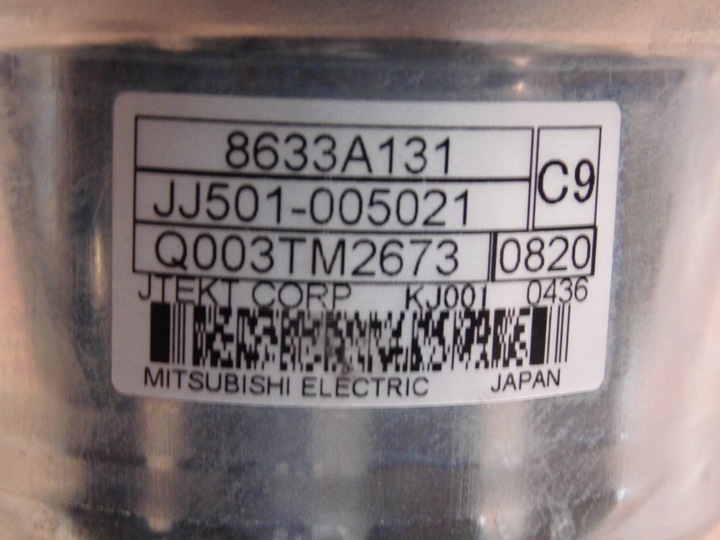 8633A131
C9
JJ501-005021
Q003TM2673 0820
JTEKT CORP KJ001 0436
MITSUBISHI ELECTRIC JAPAN